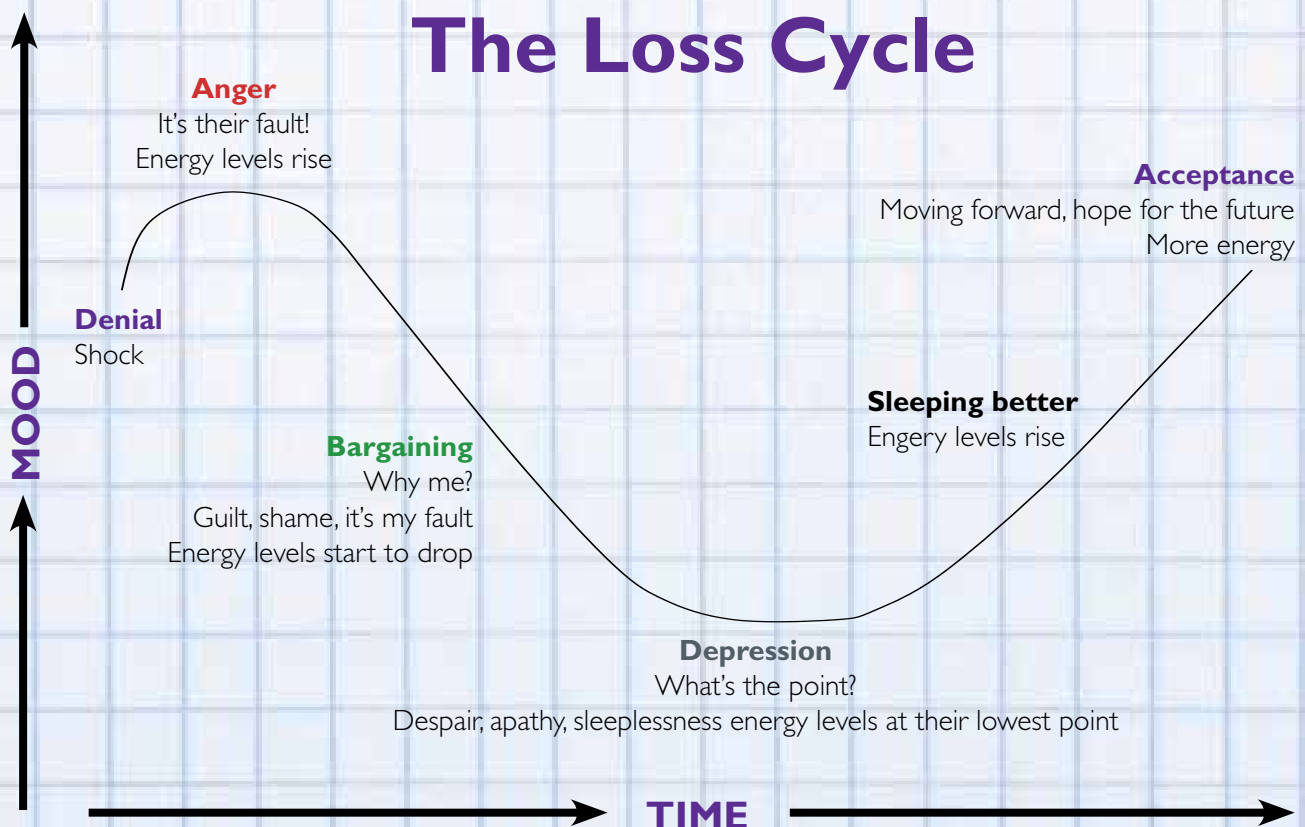 The Loss Cycle
Anger
It's their fault!
Energy levels rise
Acceptance
Moving forward, hope for the future
More energy
Denial
Shock
MOOD
Sleeping better
Engery levels rise
Bargaining
Why me?
Guilt, shame, it's my fault
Energy levels start to drop
Depression
What's the point?
Despair, apathy, sleeplessness energy levels at their lowest point
TIME